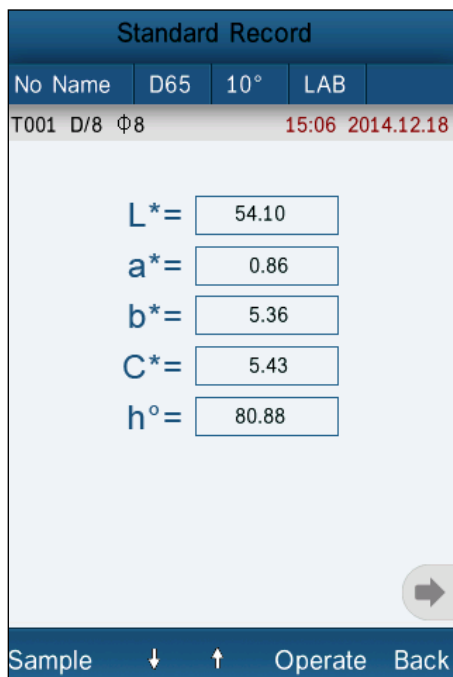 Standard Record
No Name D65 10° LAB
T001 D/8 Φ8 15:06 2014.12.18
L*= 54.10
a*= 0.86
b*= 5.36
C*= 5.43
h°= 80.88
Sample ↓ ↑ Operate Back